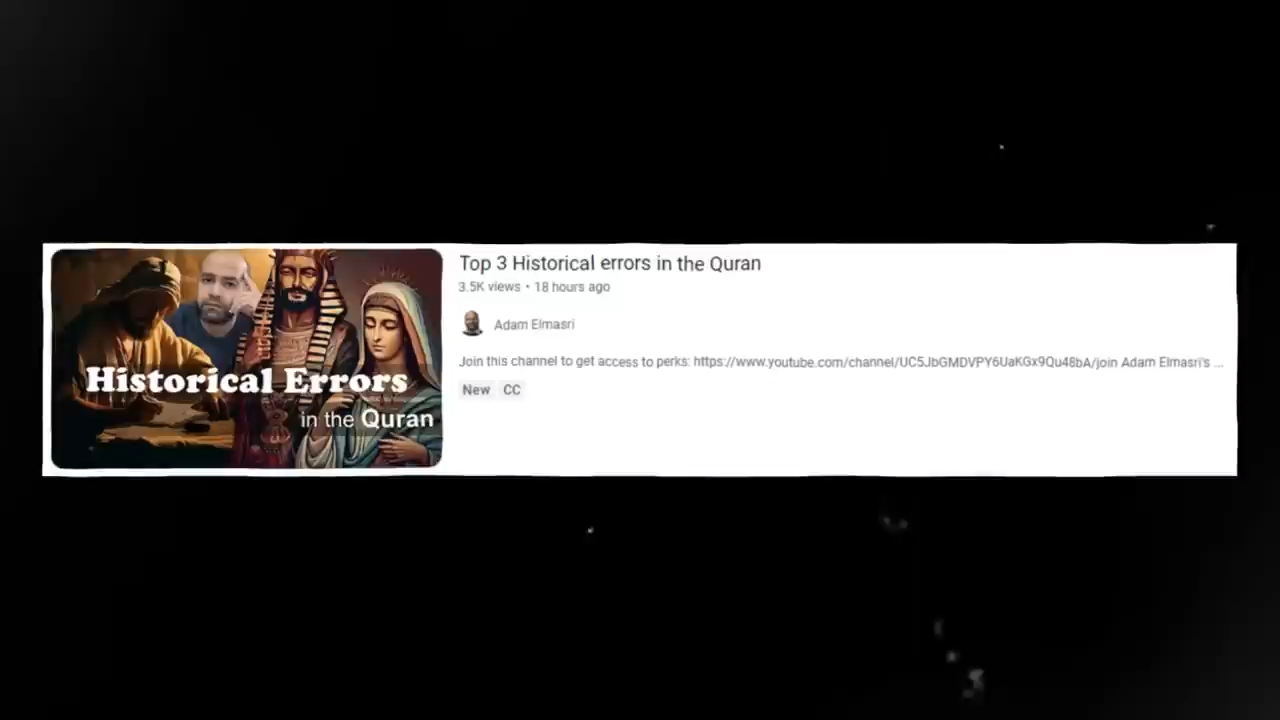 Historical Errors
in the Quran
Top 3 Historical errors in the Quran
3.5K views • 18 hours ago
Adam Elmasri
Join this channel to get access to perks: https://www.youtube.com/channel/UC5JbGMDVPY6UaKGx9Qu48bA/join Adam Elmasri's ...
New CC